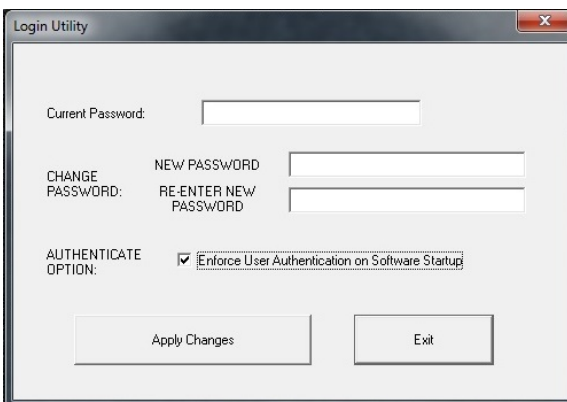 Login Utility
x
Current Password:
CHANGE
PASSWORD:
NEW PASSWORD
RE-ENTER NEW
PASSWORD
AUTHENTICATE
OPTION:
Enforce User Authentication on Software Startup
Apply Changes
Exit